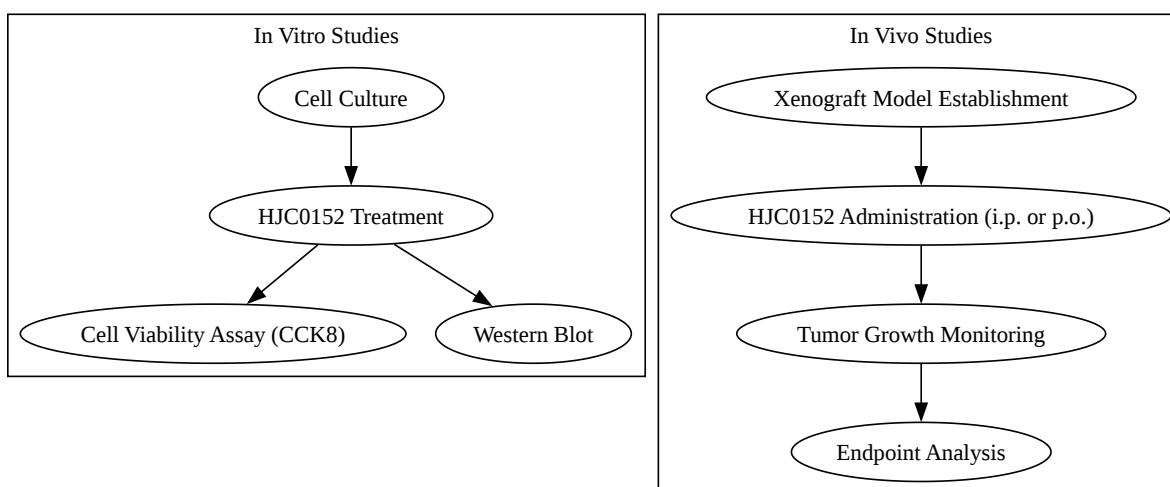 In Vitro Studies
Cell Culture
HJC0152 Treatment
Cell Viability Assay (CCK8)
Western Blot
In Vivo Studies
Xenograft Model Establishment
HJC0152 Administration (i.p. or p.o.)
Tumor Growth Monitoring
Endpoint Analysis